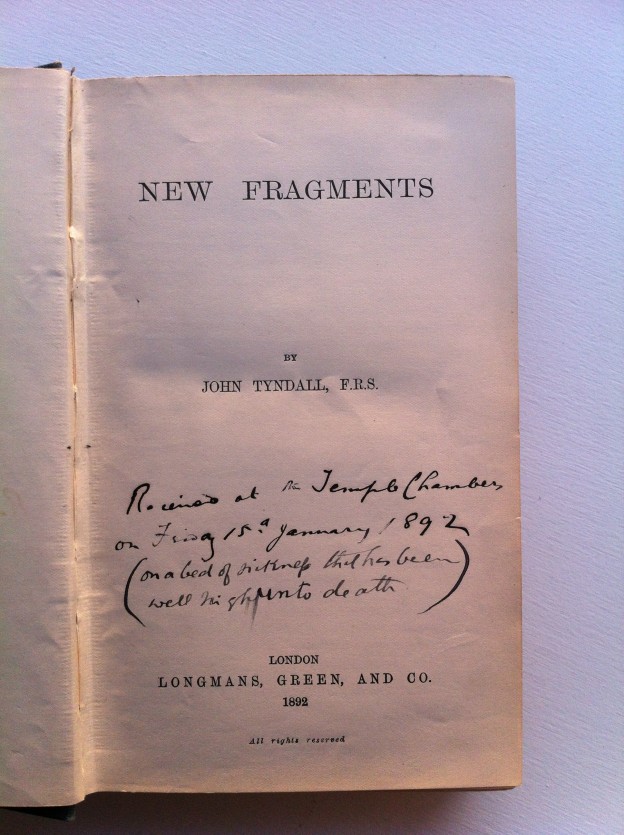 NEW FRAGMENTS
BY
JOHN TYNDALL, F.R.S.
Received at Temple Chambers
on Friday 15th January 1892
(on a bed of sickness that has been
well nigh unto death)
LONDON
LONGMANS, GREEN, AND CO.
1892
All rights reserved